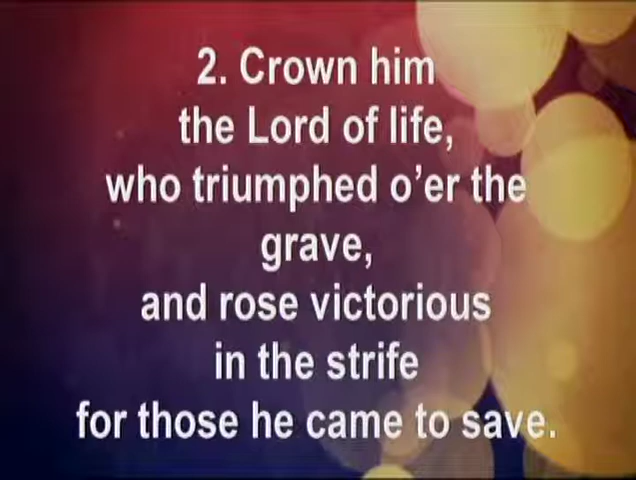 2. Crown him
the Lord of life,
who triumphed o’er the
grave,
and rose victorious
in the strife
for those he came to save.